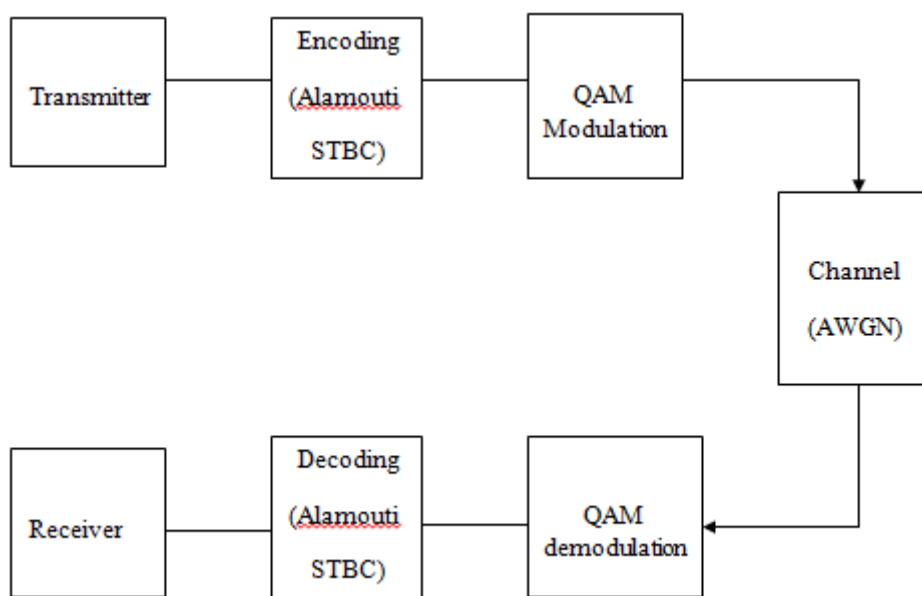 Transmitter
Encoding
(Alamouti
STBC)
QAM
Modulation
Channel
(AWGN)
Receiver
Decoding
(Alamouti
STBC)
QAM
demodulation